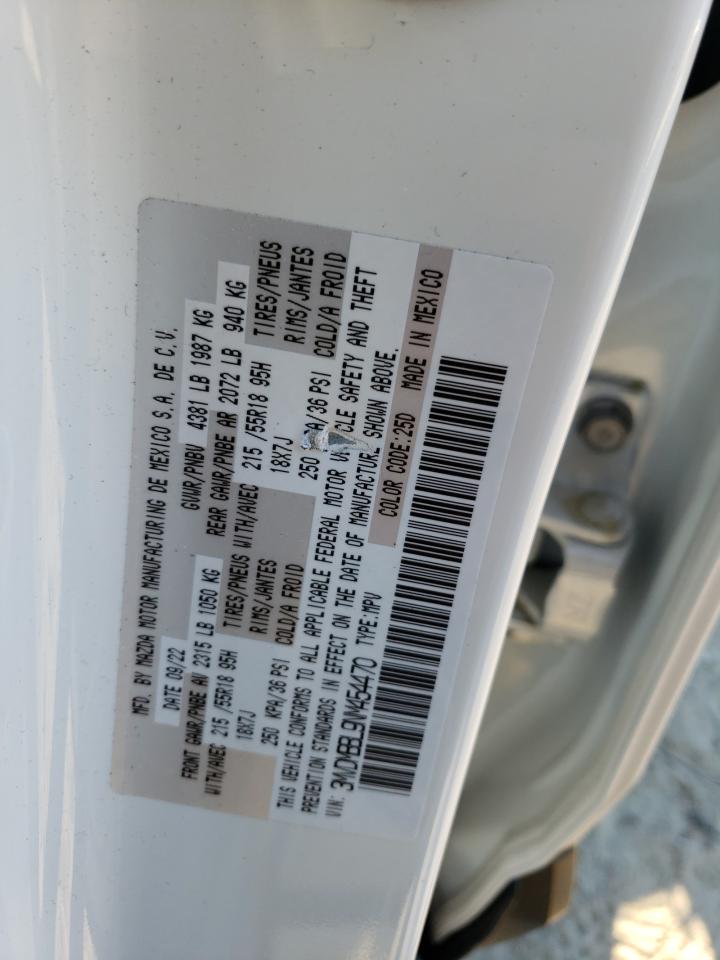 MFD. BY MAZDA MOTOR MANUFACTURING DE MEXICO S.A. DE C.V.
DATE 09/22 GVWR/PNBV 4381 LB 1987 KG
FRONT GAWR/PNBE AV 2315 LB 1050 KG REAR GAWR/PNBE AR 2072 LB 940 KG
WITH/AVEC 215 /55R18 95H TIRES/PNEUS WITH/AVEC 215 /55R18 95H TIRES/PNEUS
18X7J RIMS/JANTES 18X7J RIMS/JANTES
250 KPA/36 PSI COLD/A FROID 250 KPA/36 PSI COLD/A FROID
THIS VEHICLE CONFORMS TO ALL APPLICABLE FEDERAL MOTOR VEHICLE SAFETY AND THEFT
PREVENTION STANDARDS IN EFFECT ON THE DATE OF MANUFACTURE SHOWN ABOVE.
VIN: 3MVDMBBL9NM454470 TYPE:MPV COLOR CODE:25D MADE IN MEXICO